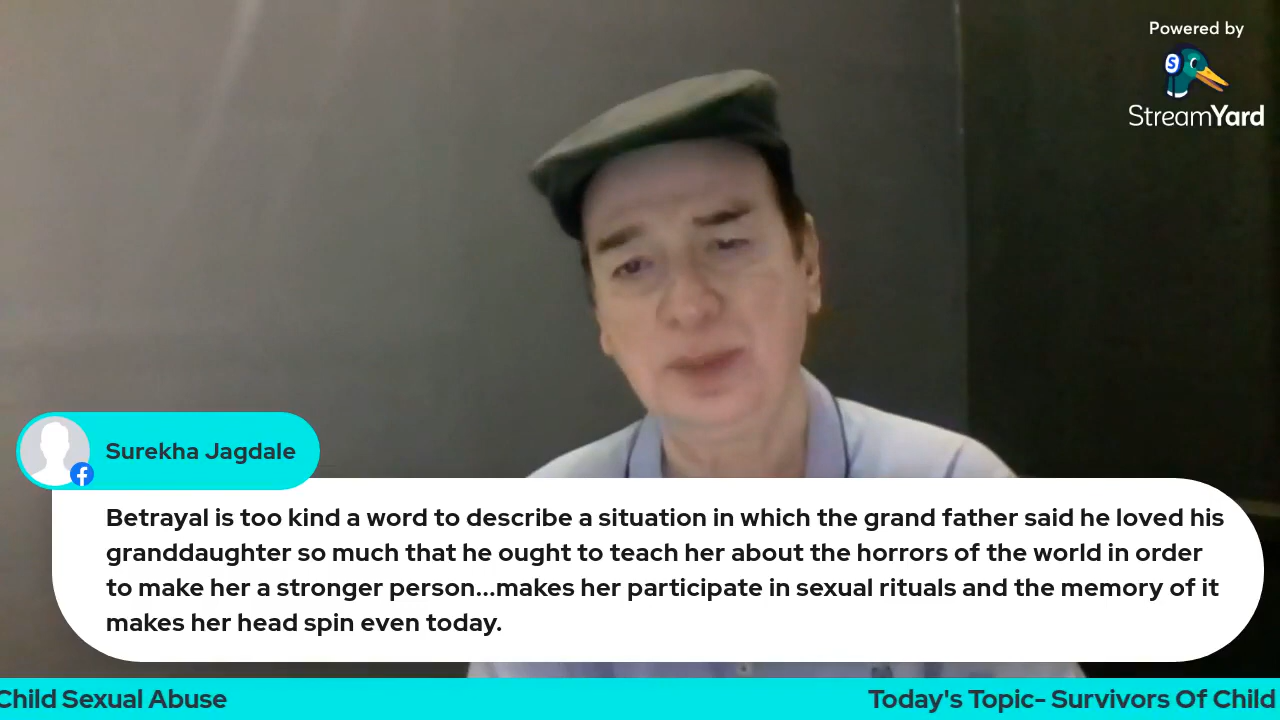 Powered by
StreamYard
Surekha Jagdale
Betrayal is too kind a word to describe a situation in which the grand father said he loved his
granddaughter so much that he ought to teach her about the horrors of the world in order
to make her a stronger person...makes her participate in sexual rituals and the memory of it
makes her head spin even today.
Child Sexual Abuse
Today's Topic- Survivors Of Child